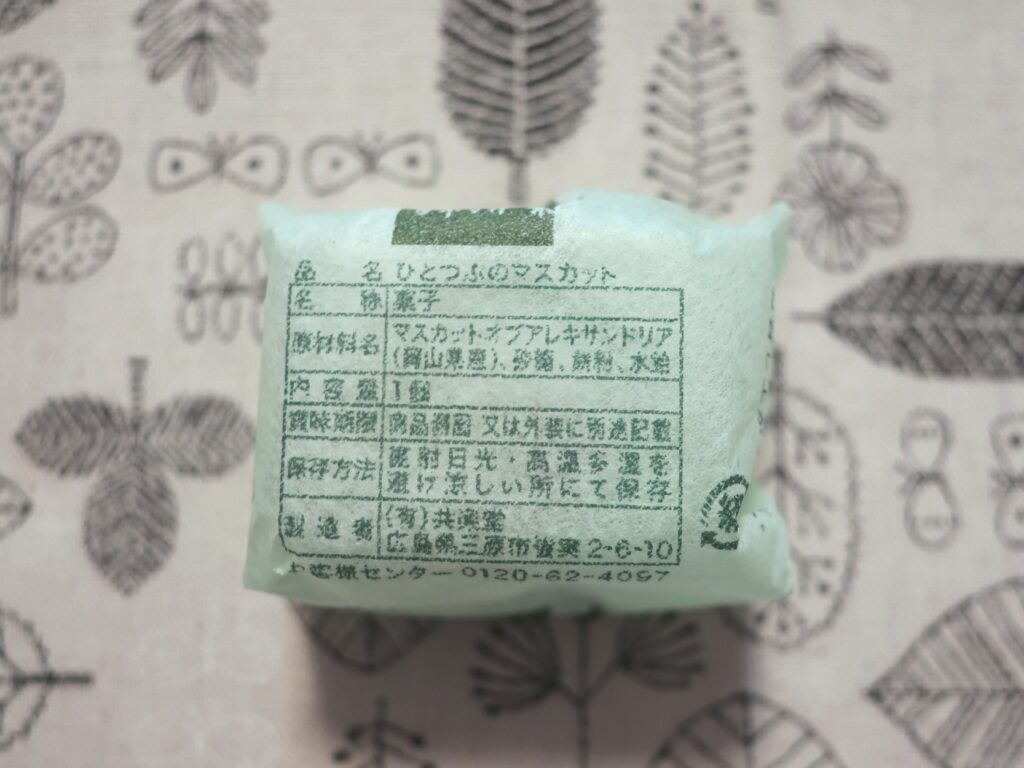 品名 ひとつぶのマスカット
名称 菓子
原材料名 マスカットオブアレキサンドリア
(岡山県産)、砂糖、餅粉、水飴
内容量 1個
賞味期限 商品側面 又は外装に別途記載
保存方法 直射日光・高温多湿を
避け涼しい所にて保存
製造者 (有)共楽堂
広島県三原市 2-6-10
お客様センター 0120-62-4097